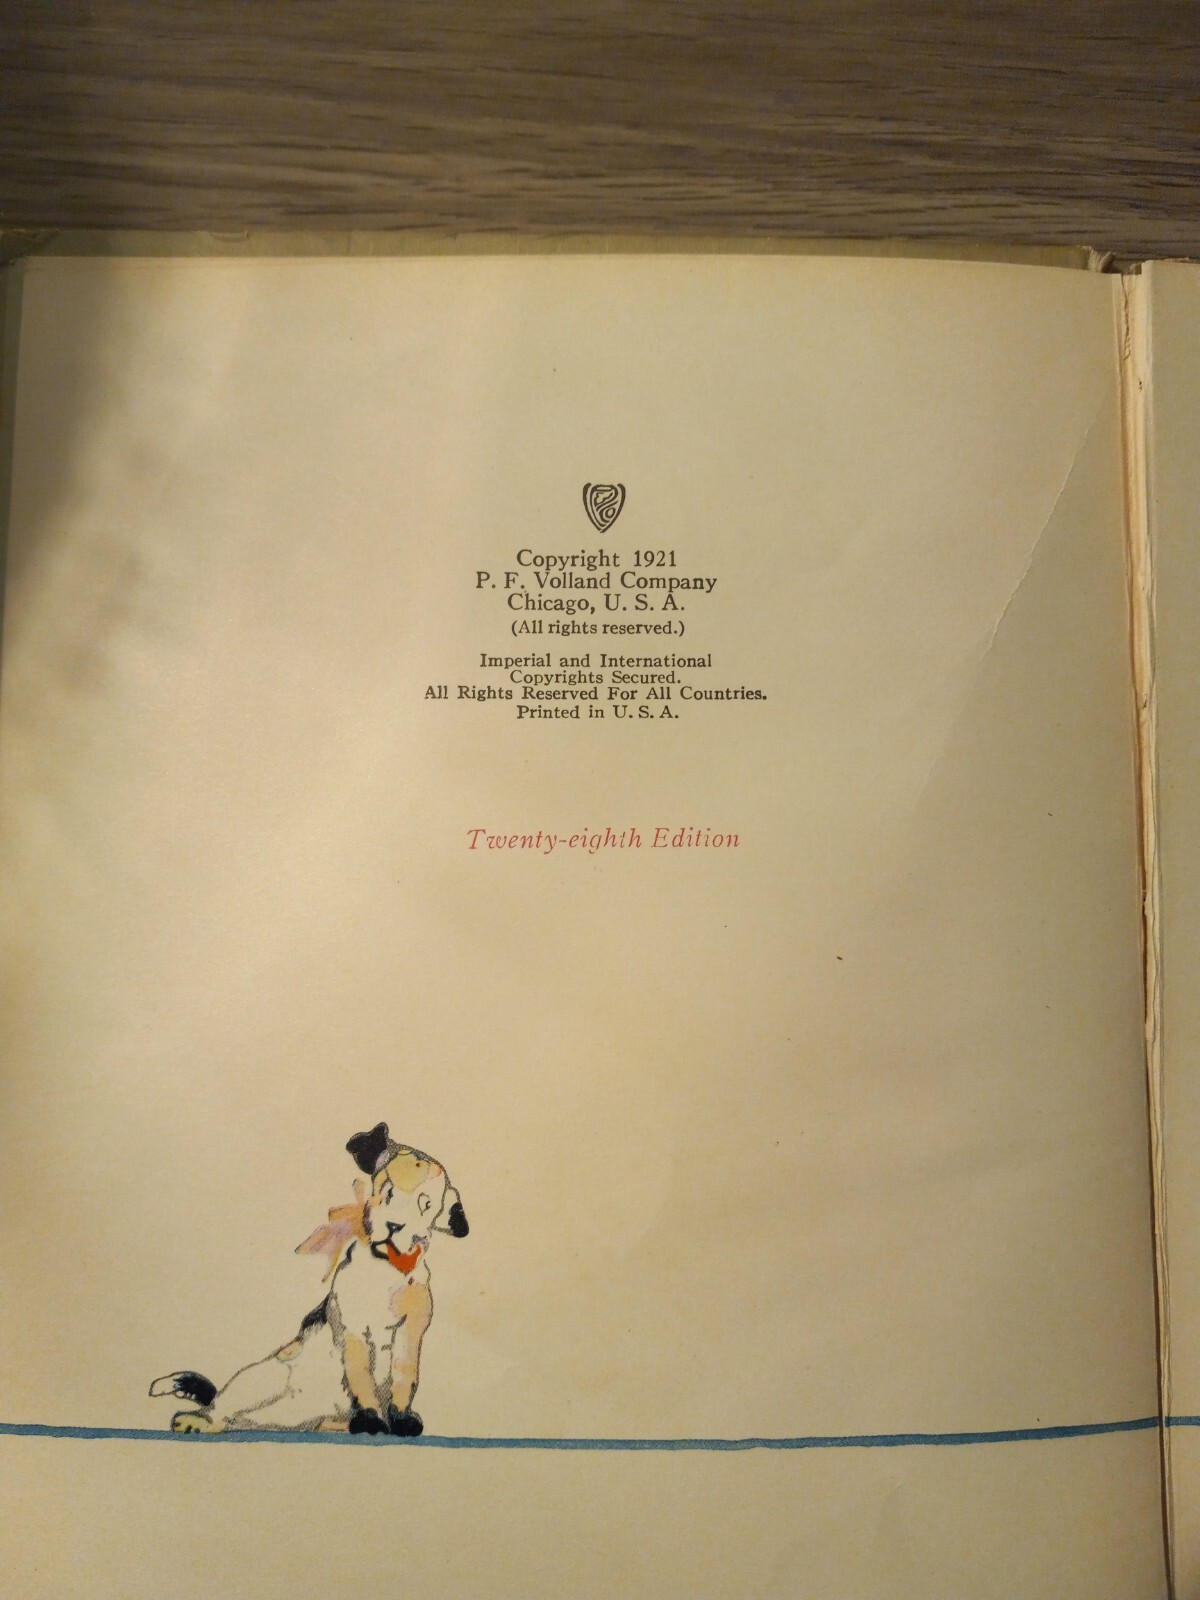 Copyright 1921
P. F. Volland Company
Chicago, U. S. A.
(All rights reserved.)
Imperial and International
Copyrights Secured.
All Rights Reserved For All Countries.
Printed in U. S. A.
Twenty-eighth Edition